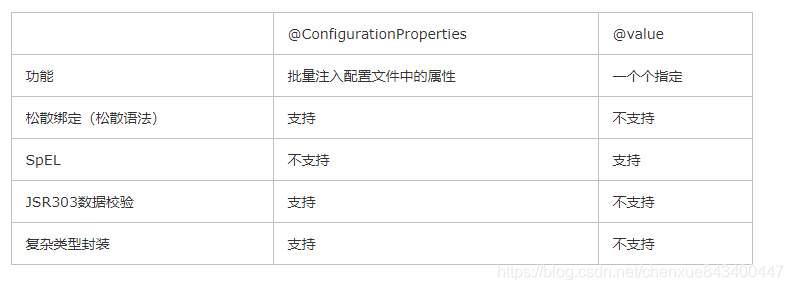 @ConfigurationProperties @value
功能 批量注入配置文件中的属性 一个个指定
松散绑定（松散语法） 支持 不支持
SpEL 不支持 支持
JSR303数据校验 支持 不支持
复杂类型封装 支持 不支持
https://blog.csdn.net/chenxue843400447